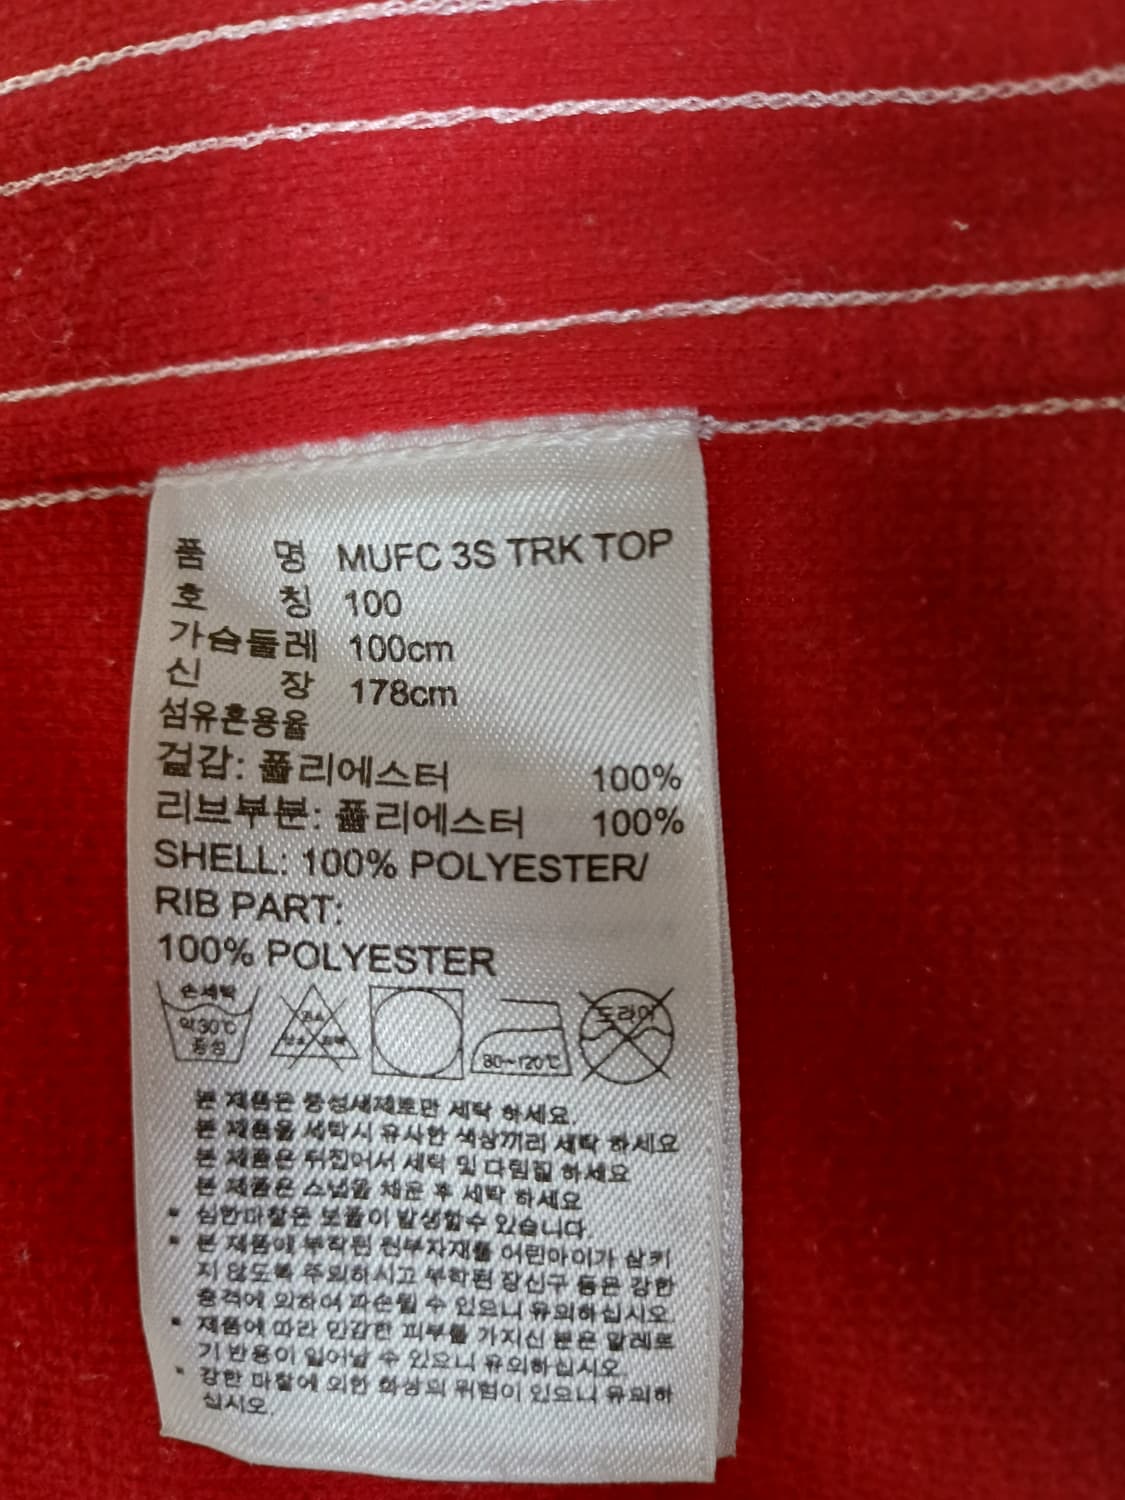 품 명 MUFC 3S TRK TOP
호 칭 100
가슴둘레 100cm
신 장 178cm
섬유혼용율
겉감: 폴리에스터 100%
리브부분: 폴리에스터 100%
SHELL: 100% POLYESTER/
RIB PART:
100% POLYESTER
손세탁
약30℃
중성
염소
표백
80~120℃
드라이
본 제품은 중성세제로만 세탁 하세요.
본 제품을 세탁시 유사한 색상끼리 세탁 하세요
본 제품은 뒤집어서 세탁 및 다림질 하세요
본 제품은 스냅을 채운 후 세탁 하세요
* 심한마찰은 보풀이 발생할수 있습니다.
* 본 제품에 부착된 원부자재를 어린아이가 삼키
지 않도록 주의하시고 부착된 장신구 등은 강한
충격에 의하여 파손될 수 있으니 유의하십시오.
* 제품에 따라 민감한 피부를 가지신 분은 알레르
기 반응이 일어날 수 있으니 유의하십시오.
* 강한 마찰에 의한 화상의 위험이 있으니 유의하
십시오.